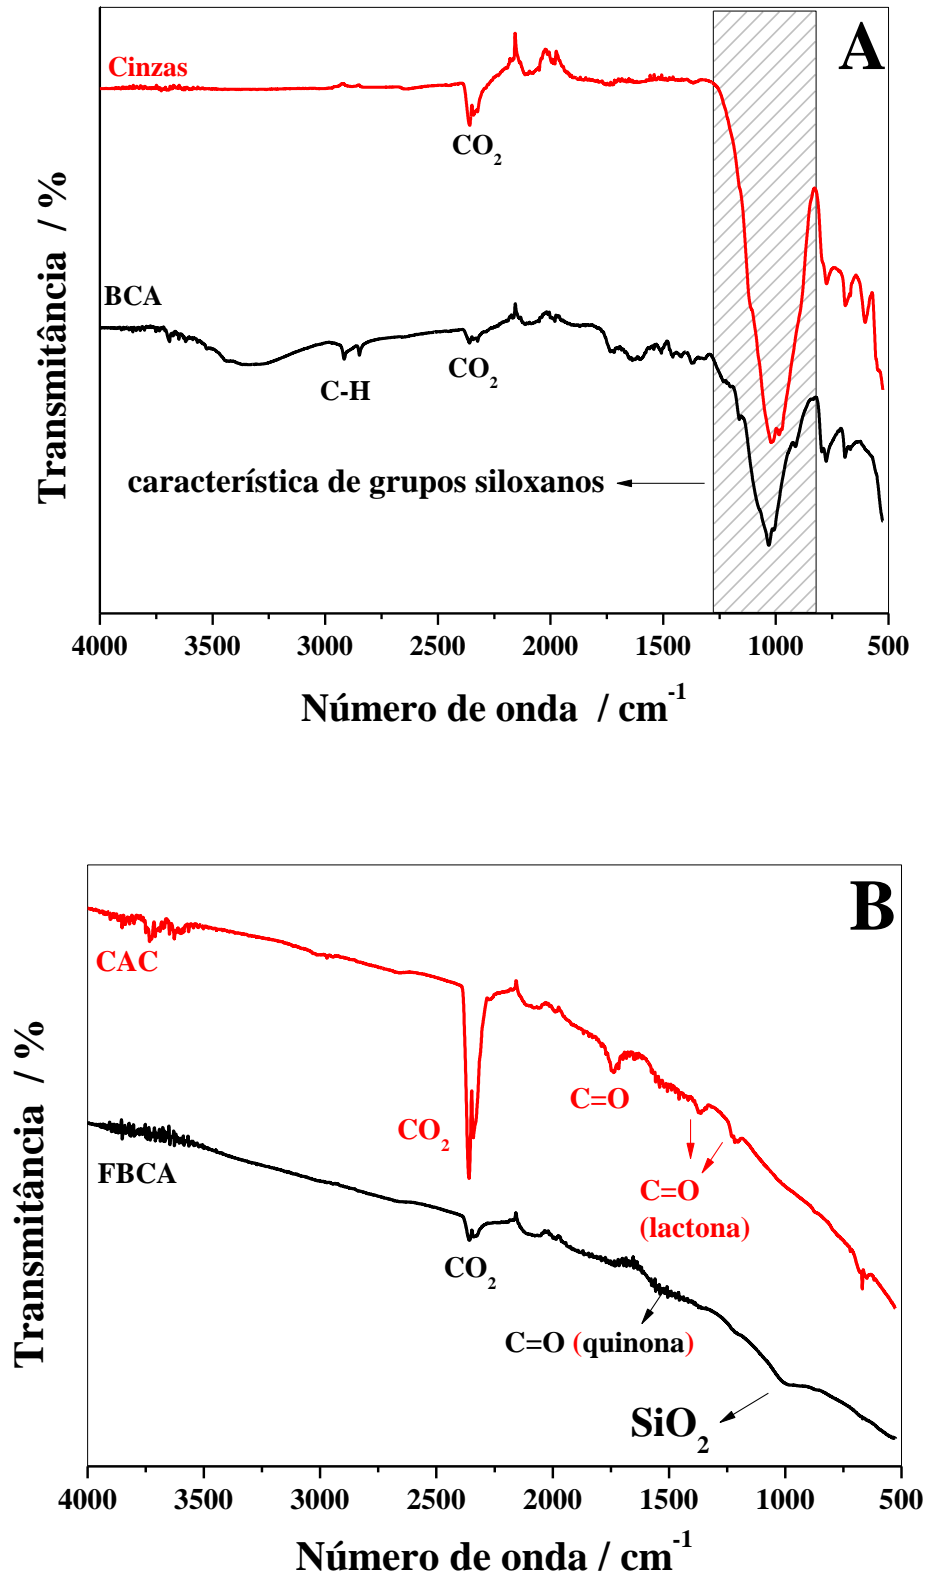 A
Cinzas
CO2
BCA
C-H
CO2
característica de grupos siloxanos
Transmitância / %
4000 3500 3000 2500 2000 1500 1000 500
Número de onda / cm-1
B
CAC
CO2
C=O
C=O
(lactona)
FBCA
CO2
C=O (quinona)
SiO2
Transmitância / %
4000 3500 3000 2500 2000 1500 1000 500
Número de onda / cm-1